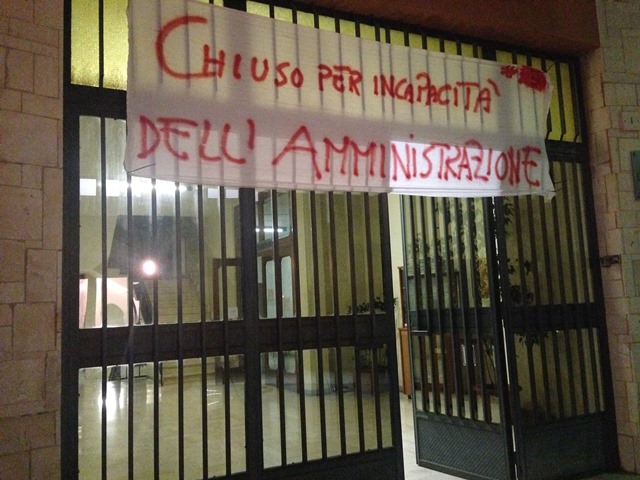 CHIUSO PER INCAPACITÀ
DELL' AMMINISTRAZIONE